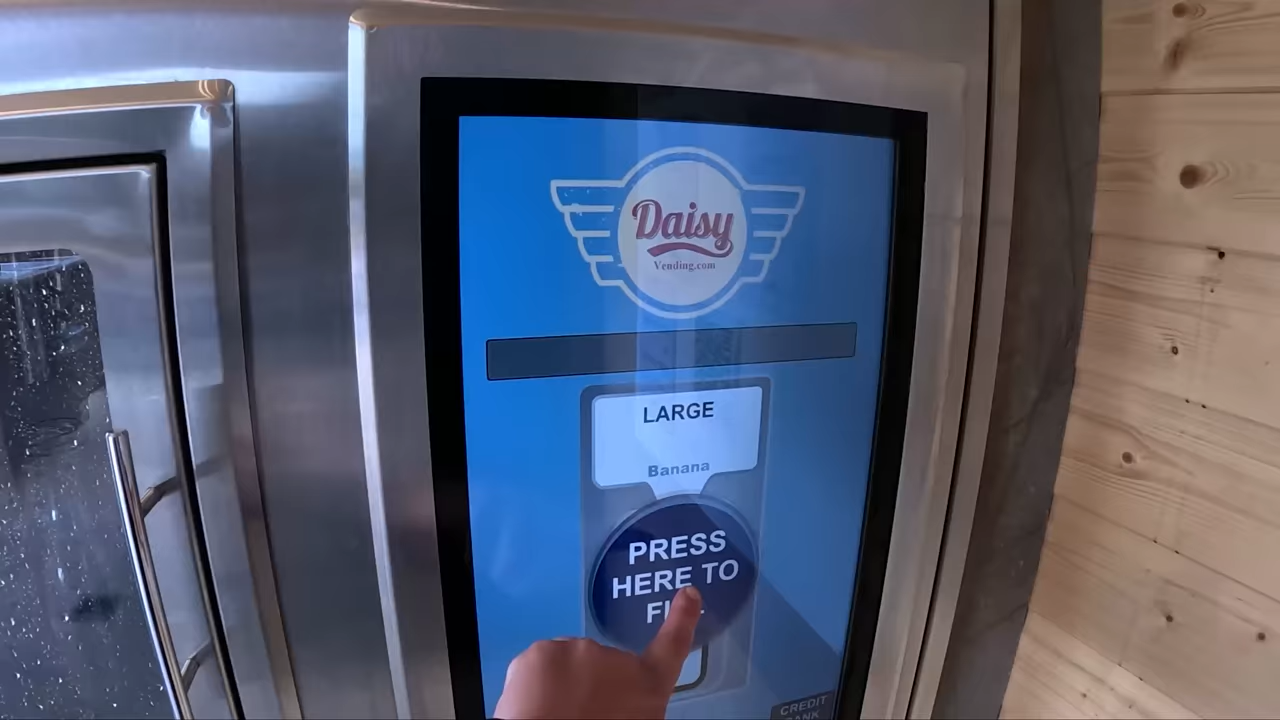 Daisy
Vending.com
LARGE
Banana
PRESS
HERE TO
CREDIT